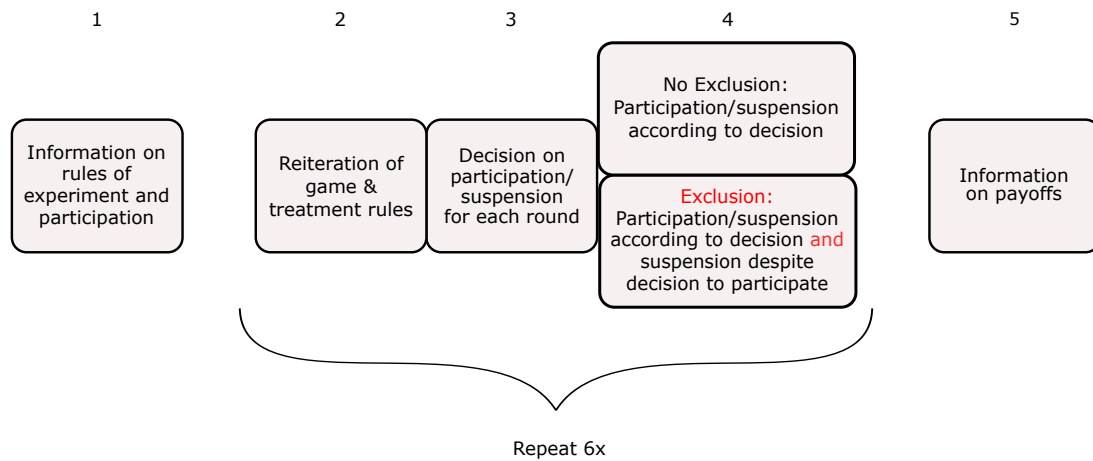 1
2
3
4
5
Information on
rules of
experiment and
participation
Reiteration of
game &
treatment rules
Decision on
participation/
suspension
for each round
No Exclusion:
Participation/suspension
according to decision
Exclusion:
Participation/suspension
according to decision and
suspension despite
decision to participate
Information
on payoffs
Repeat 6x